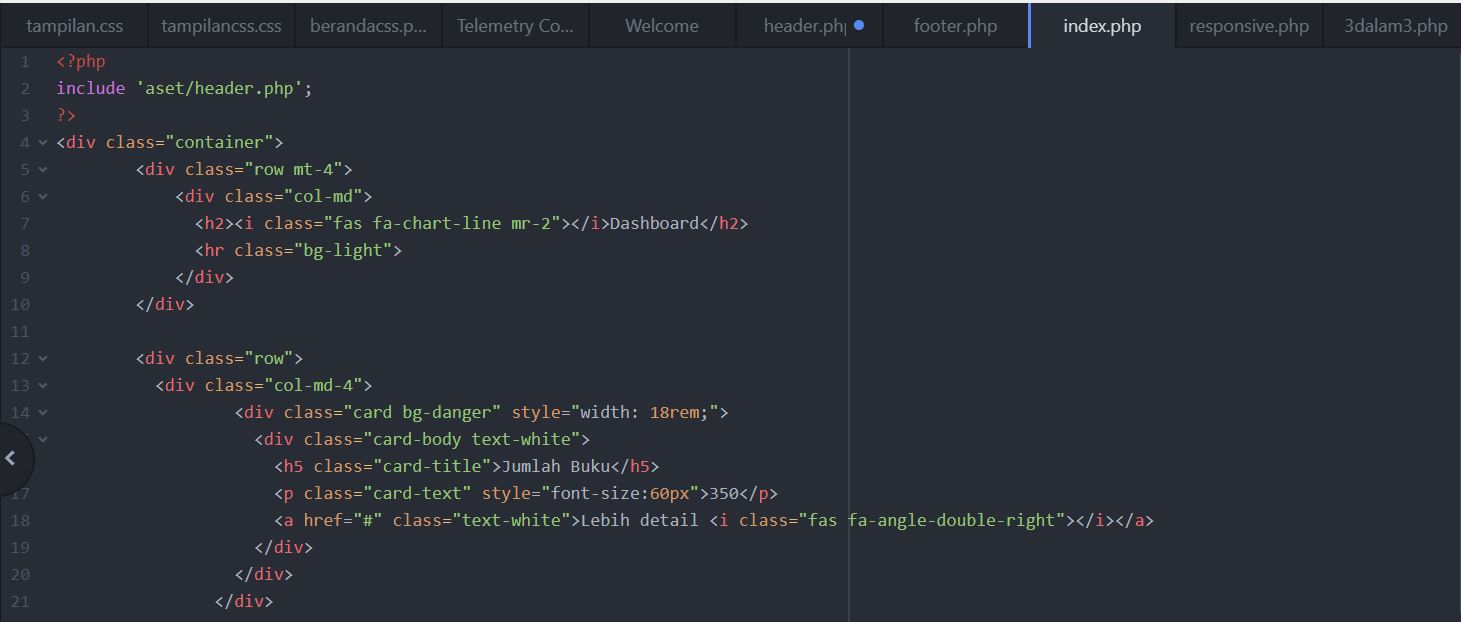 tampilan.css tampilancss.css berandacss.p... Telemetry Co... Welcome header.php footer.php index.php responsive.php 3dalam3.php
1 <?php
2 include 'aset/header.php';
3 ?>
4 <div class="container">
5 <div class="row mt-4">
6 <div class="col-md">
7 <h2><i class="fas fa-chart-line mr-2"></i>Dashboard</h2>
8 <hr class="bg-light">
9 </div>
10 </div>
11
12 <div class="row">
13 <div class="col-md-4">
14 <div class="card bg-danger" style="width: 18rem;">
<div class="card-body text-white">
<h5 class="card-title">Jumlah Buku</h5>
17 <p class="card-text" style="font-size:60px">350</p>
18 <a href="#" class="text-white">Lebih detail <i class="fas fa-angle-double-right"></i></a>
19 </div>
20 </div>
21 </div>